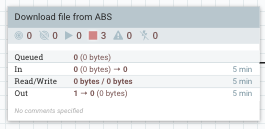 Download file from ABS
0 0 0 3 0 0
Queued 0 (0 bytes)
In 0 (0 bytes) → 0 5 min
Read/Write 0 bytes / 0 bytes 5 min
Out 1 → 0 (0 bytes) 5 min
No comments specified